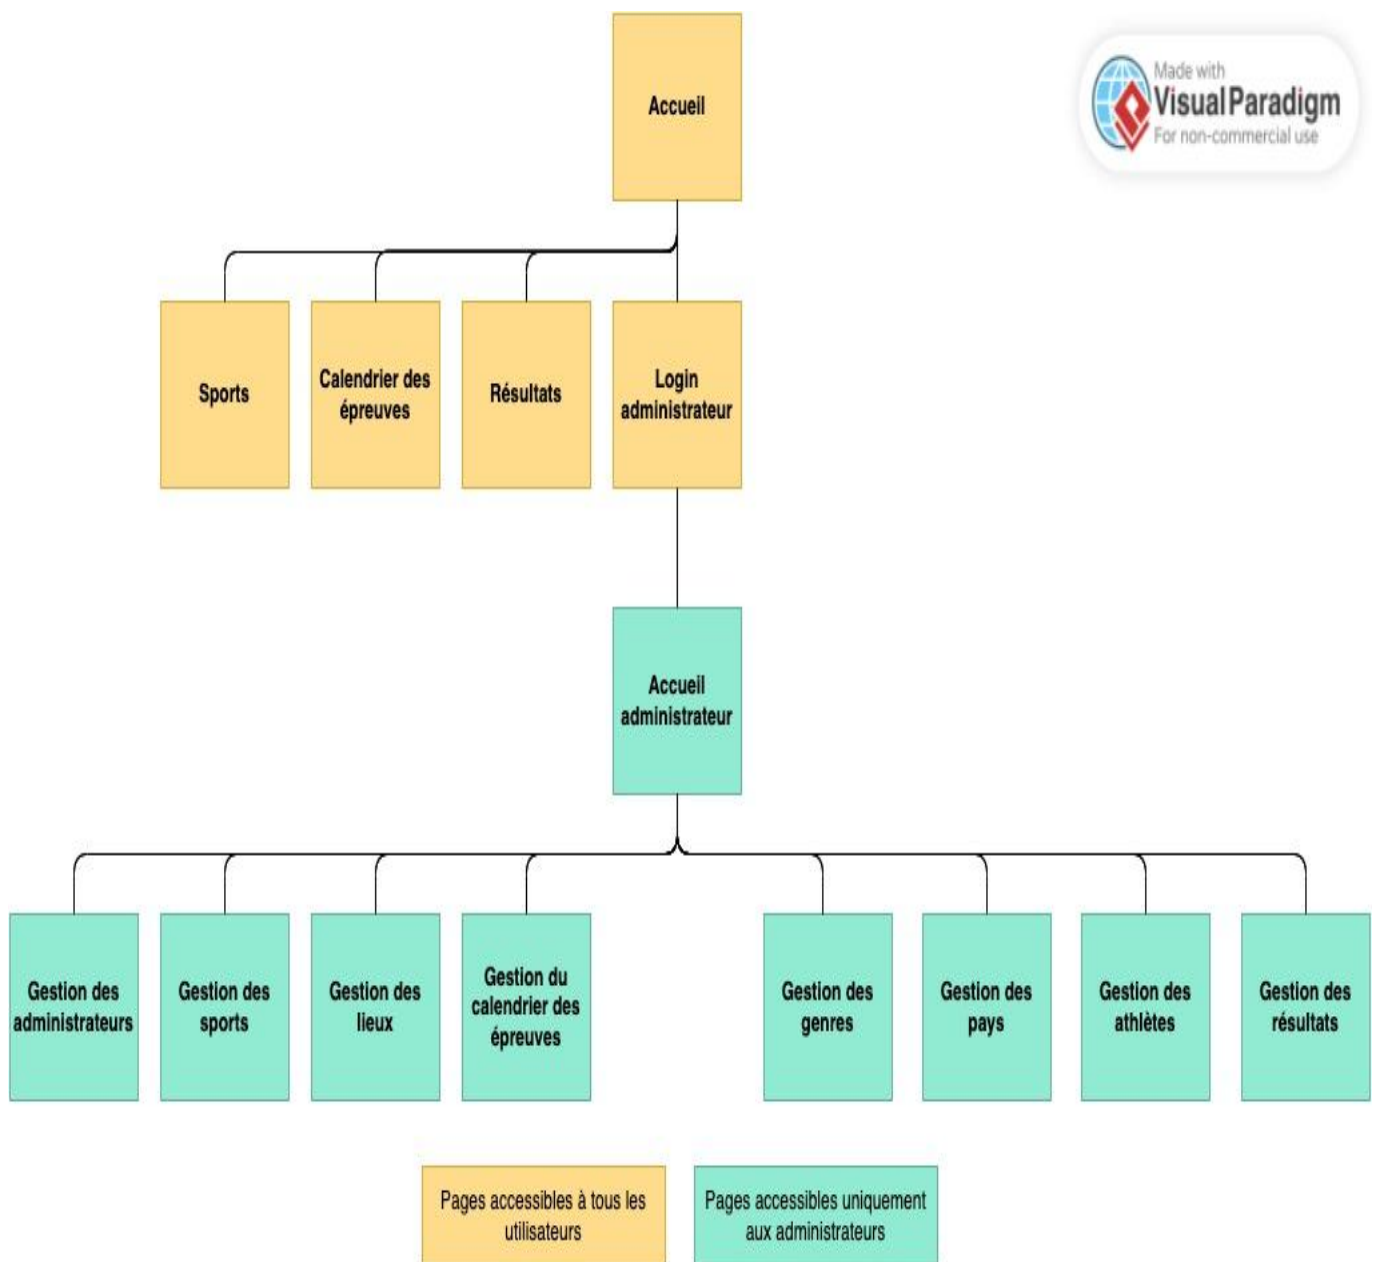 Accueil
Made with
Visual Paradigm
For non-commercial use
Sports
Calendrier des
épreuves
Résultats
Login
administrateur
Accueil
administrateur
Gestion des
administrateurs
Gestion des
sports
Gestion des
lieux
Gestion du
calendrier des
épreuves
Gestion des
genres
Gestion des
pays
Gestion des
athlètes
Gestion des
résultats
Pages accessibles à tous les
utilisateurs
Pages accessibles uniquement
aux administrateurs